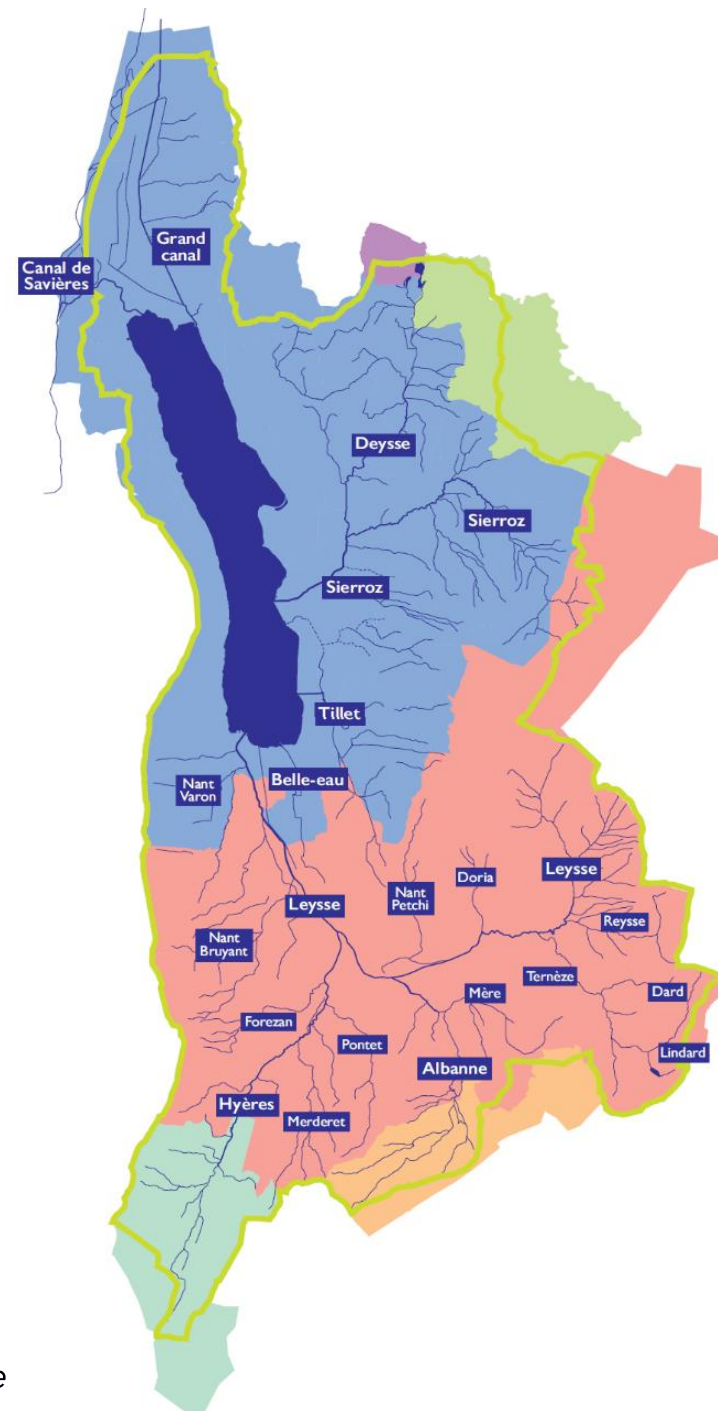 Grand
canal
Canal de
Savières
Deysse
Sierroz
Sierroz
Tillet
Belle-eau
Nant
Varon
Leysse
Doria
Nant
Petchi
Leysse
Reysse
Nant
Bruyant
Ternèze
Dard
Mère
Forezan
Pontet
Lindard
Albanne
Hyères
Merderet
e